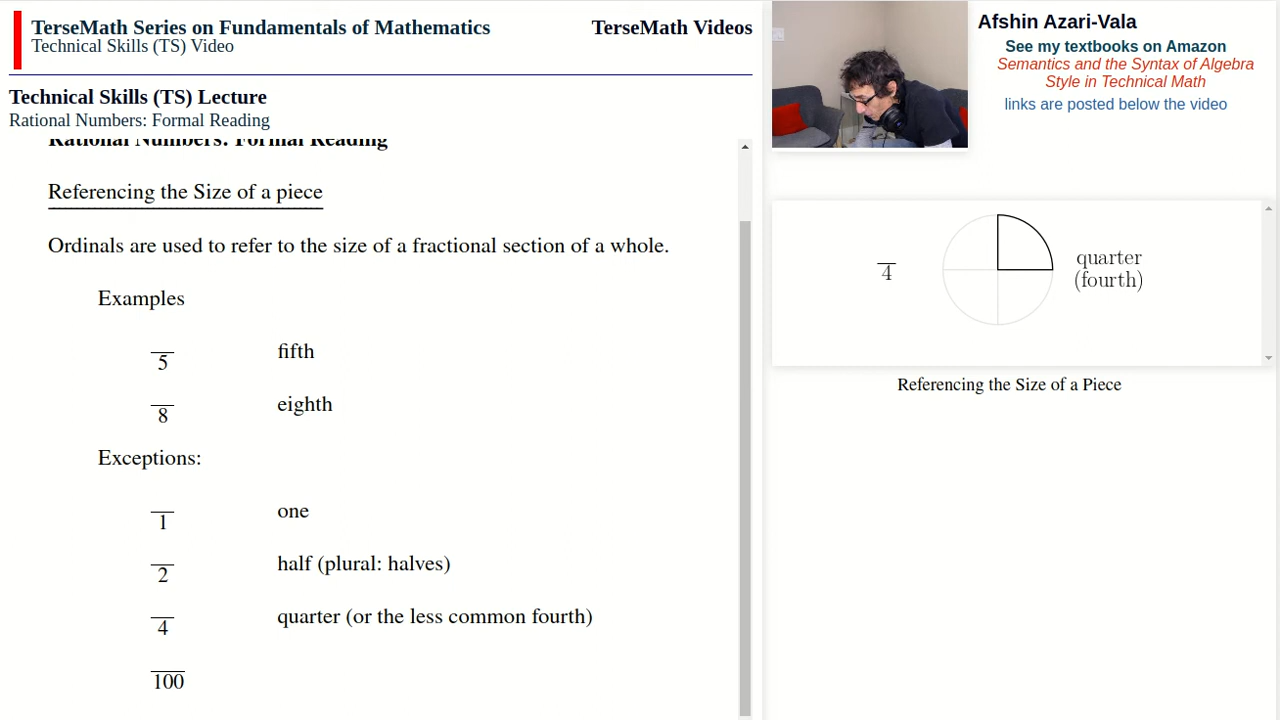 TerseMath Series on Fundamentals of Mathematics
TerseMath Videos
Technical Skills (TS) Video
Technical Skills (TS) Lecture
Rational Numbers: Formal Reading
Rational Numbers: Formal Reading
Referencing the Size of a piece
Ordinals are used to refer to the size of a fractional section of a whole.
Examples
5 fifth
8 eighth
Exceptions:
1 one
2 half (plural: halves)
4 quarter (or the less common fourth)
100
Afshin Azari-Vala
See my textbooks on Amazon
Semantics and the Syntax of Algebra
Style in Technical Math
links are posted below the video
4
quarter
(fourth)
Referencing the Size of a Piece